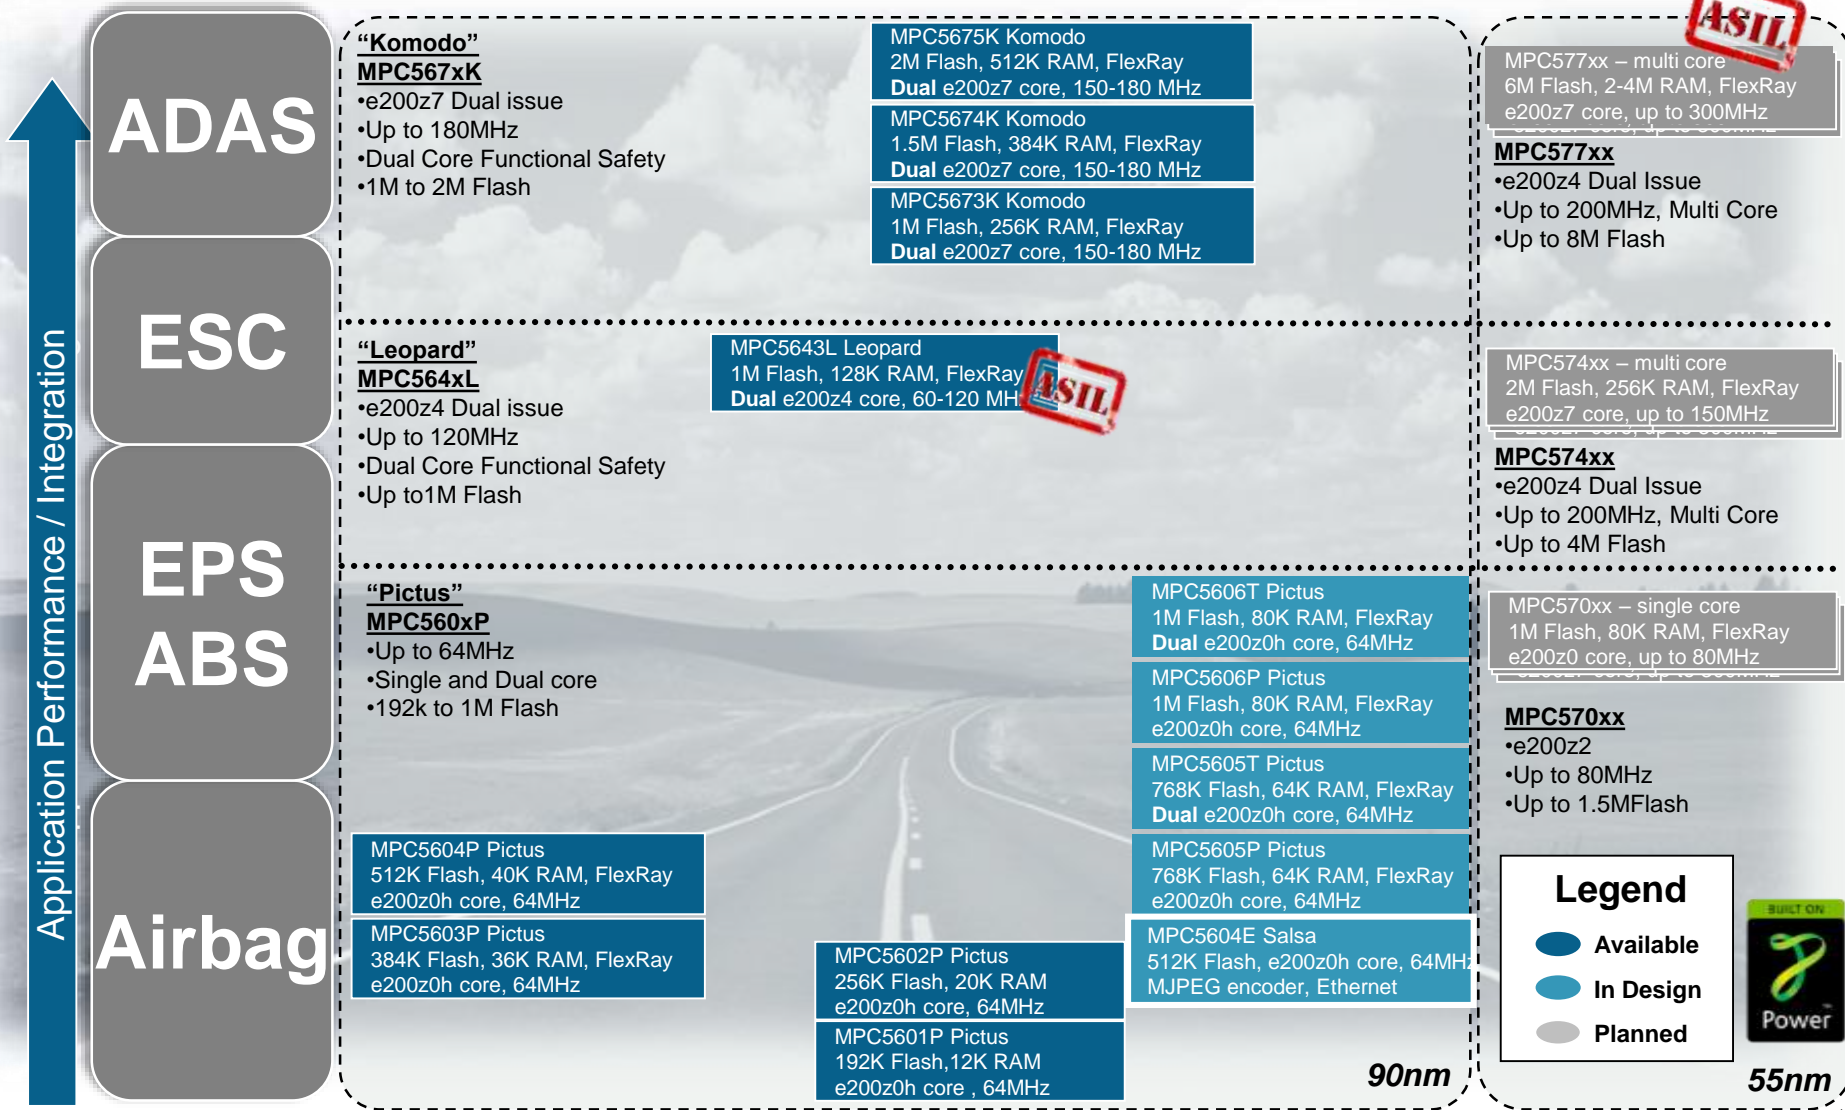 Application Performance / Integration
ADAS
ESC
EPS
ABS
Airbag
“Komodo”
MPC567xK
•e200z7 Dual issue
•Up to 180MHz
•Dual Core Functional Safety
•1M to 2M Flash
MPC5675K Komodo
2M Flash, 512K RAM, FlexRay
Dual e200z7 core, 150-180 MHz
MPC5674K Komodo
1.5M Flash, 384K RAM, FlexRay
Dual e200z7 core, 150-180 MHz
MPC5673K Komodo
1M Flash, 256K RAM, FlexRay
Dual e200z7 core, 150-180 MHz
ASIL
MPC577xx – multi core
6M Flash, 2-4M RAM, FlexRay
e200z7 core, up to 300MHz
MPC577xx
•e200z4 Dual Issue
•Up to 200MHz, Multi Core
•Up to 8M Flash
“Leopard”
MPC564xL
•e200z4 Dual issue
•Up to 120MHz
•Dual Core Functional Safety
•Up to1M Flash
MPC5643L Leopard
1M Flash, 128K RAM, FlexRay
Dual e200z4 core, 60-120 MH
ASIL
MPC574xx – multi core
2M Flash, 256K RAM, FlexRay
e200z7 core, up to 150MHz
MPC574xx
•e200z4 Dual Issue
•Up to 200MHz, Multi Core
•Up to 4M Flash
“Pictus”
MPC560xP
•Up to 64MHz
•Single and Dual core
•192k to 1M Flash
MPC5606T Pictus
1M Flash, 80K RAM, FlexRay
Dual e200z0h core, 64MHz
MPC5606P Pictus
1M Flash, 80K RAM, FlexRay
e200z0h core, 64MHz
MPC5605T Pictus
768K Flash, 64K RAM, FlexRay
Dual e200z0h core, 64MHz
MPC5605P Pictus
768K Flash, 64K RAM, FlexRay
e200z0h core, 64MHz
MPC5604E Salsa
512K Flash, e200z0h core, 64MHz
MJPEG encoder, Ethernet
MPC5604P Pictus
512K Flash, 40K RAM, FlexRay
e200z0h core, 64MHz
MPC5603P Pictus
384K Flash, 36K RAM, FlexRay
e200z0h core, 64MHz
MPC5602P Pictus
256K Flash, 20K RAM
e200z0h core, 64MHz
MPC5601P Pictus
192K Flash,12K RAM
e200z0h core , 64MHz
90nm
MPC570xx – single core
1M Flash, 80K RAM, FlexRay
e200z0 core, up to 80MHz
MPC570xx
•e200z2
•Up to 80MHz
•Up to 1.5MFlash
Legend
Available
In Design
Planned
BUILT ON
Power
55nm